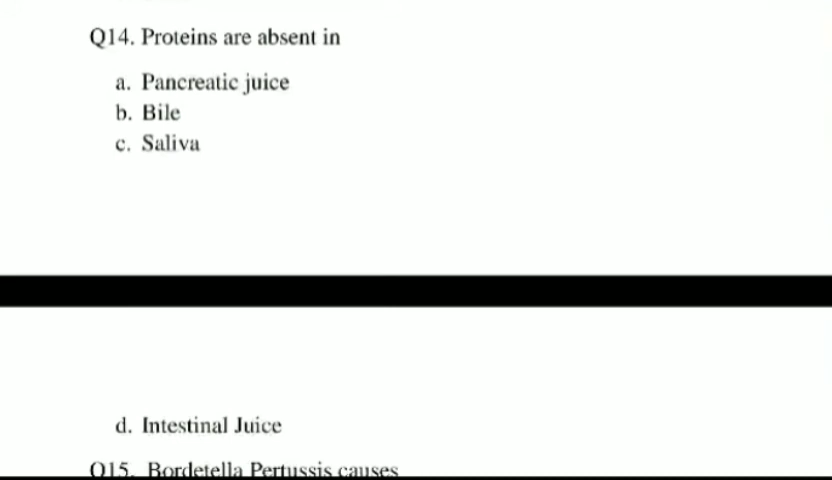 Q14. Proteins are absent in
a. Pancreatic juice
b. Bile
c. Saliva
d. Intestinal Juice
Q15. Bordetella Pertussis causes